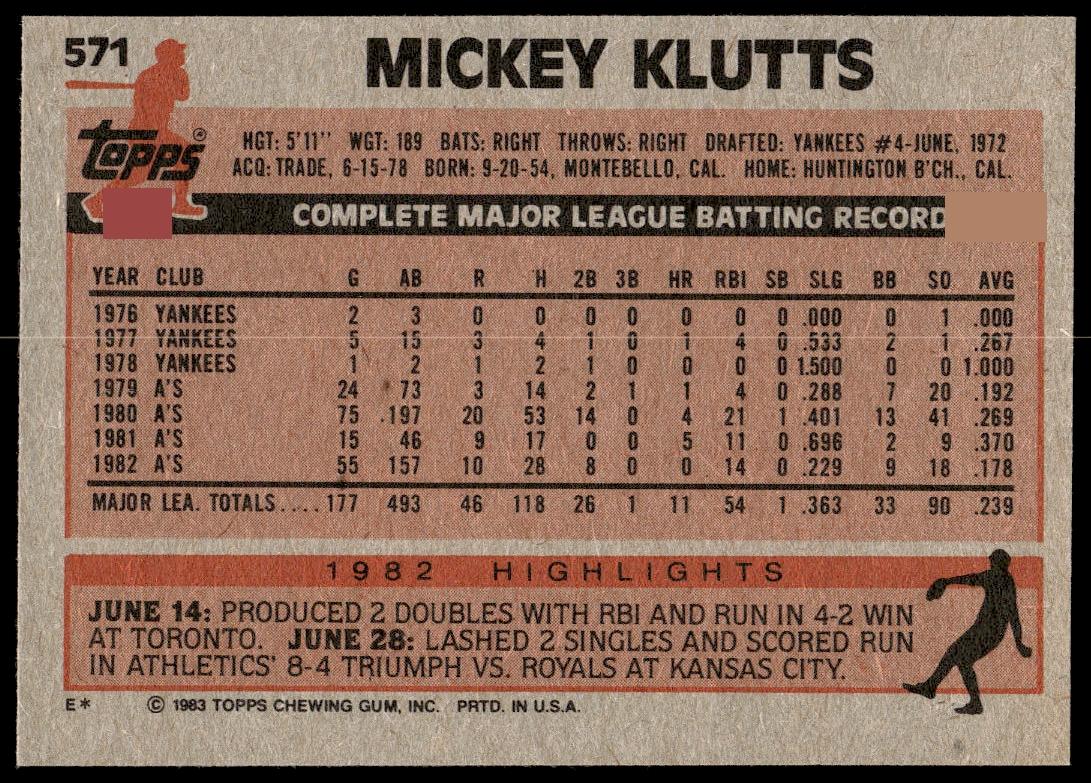 571
MICKEY KLUTTS
Topps®
HGT: 5'11'' WGT: 189 BATS: RIGHT THROWS: RIGHT DRAFTED: YANKEES #4-JUNE, 1972
ACQ: TRADE, 6-15-78 BORN: 9-20-54, MONTEBELLO, CAL. HOME: HUNTINGTON B'CH., CAL.
COMPLETE MAJOR LEAGUE BATTING RECORD
YEAR CLUB G AB R H 2B 3B HR RBI SB SLG BB SO AVG
1976 YANKEES 2 3 0 0 0 0 0 0 0 .000 0 1 .000
1977 YANKEES 5 15 3 4 1 0 1 4 0 .533 2 1 .267
1978 YANKEES 1 2 1 2 1 0 0 0 0 1.500 0 0 1.000
1979 A'S 24 73 3 14 2 1 1 4 0 .288 7 20 .192
1980 A'S 75 .197 20 53 14 0 4 21 1 .401 13 41 .269
1981 A'S 15 46 9 17 0 0 5 11 0 .696 2 9 .370
1982 A'S 55 157 10 28 8 0 0 14 0 .229 9 18 .178
MAJOR LEA. TOTALS.... 177 493 46 118 26 1 11 54 1 .363 33 90 .239
1982 HIGHLIGHTS
JUNE 14: PRODUCED 2 DOUBLES WITH RBI AND RUN IN 4-2 WIN
AT TORONTO. JUNE 28: LASHED 2 SINGLES AND SCORED RUN
IN ATHLETICS' 8-4 TRIUMPH VS. ROYALS AT KANSAS CITY.
E* © 1983 TOPPS CHEWING GUM, INC. PRTD. IN U.S.A.